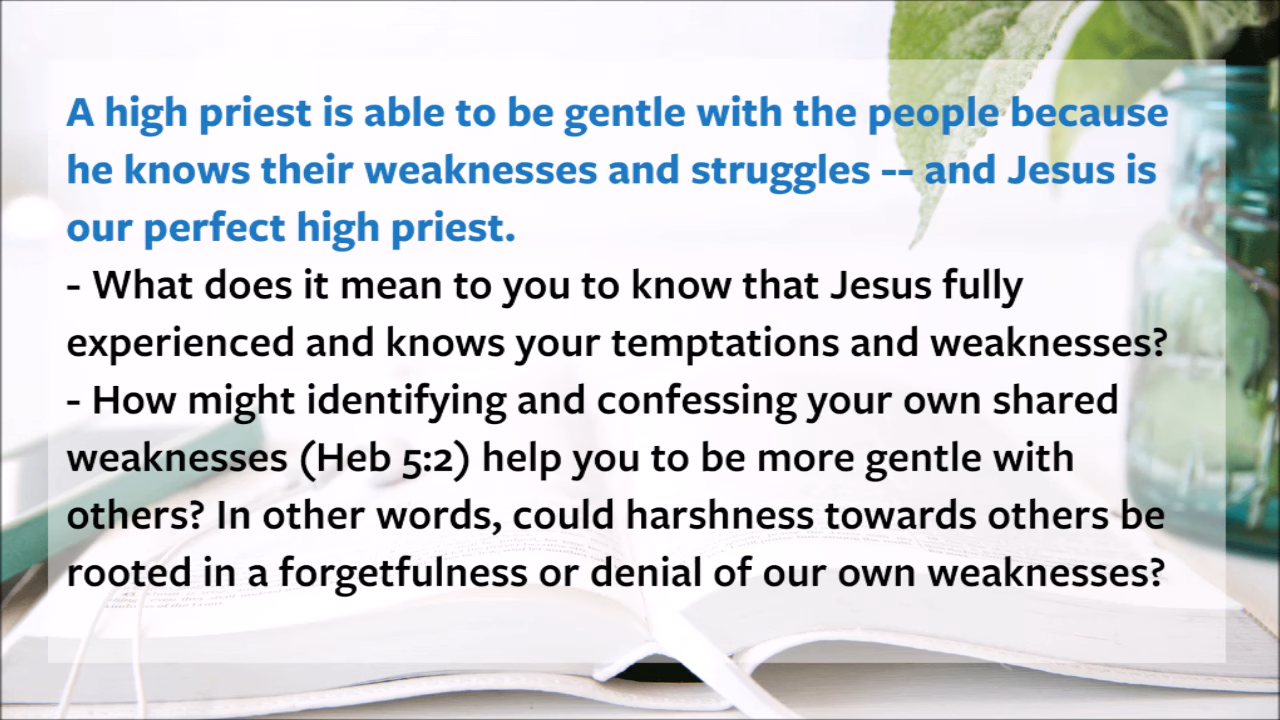 A high priest is able to be gentle with the people because
he knows their weaknesses and struggles -- and Jesus is
our perfect high priest.
- What does it mean to you to know that Jesus fully
experienced and knows your temptations and weaknesses?
- How might identifying and confessing your own shared
weaknesses (Heb 5:2) help you to be more gentle with
others? In other words, could harshness towards others be
rooted in a forgetfulness or denial of our own weaknesses?